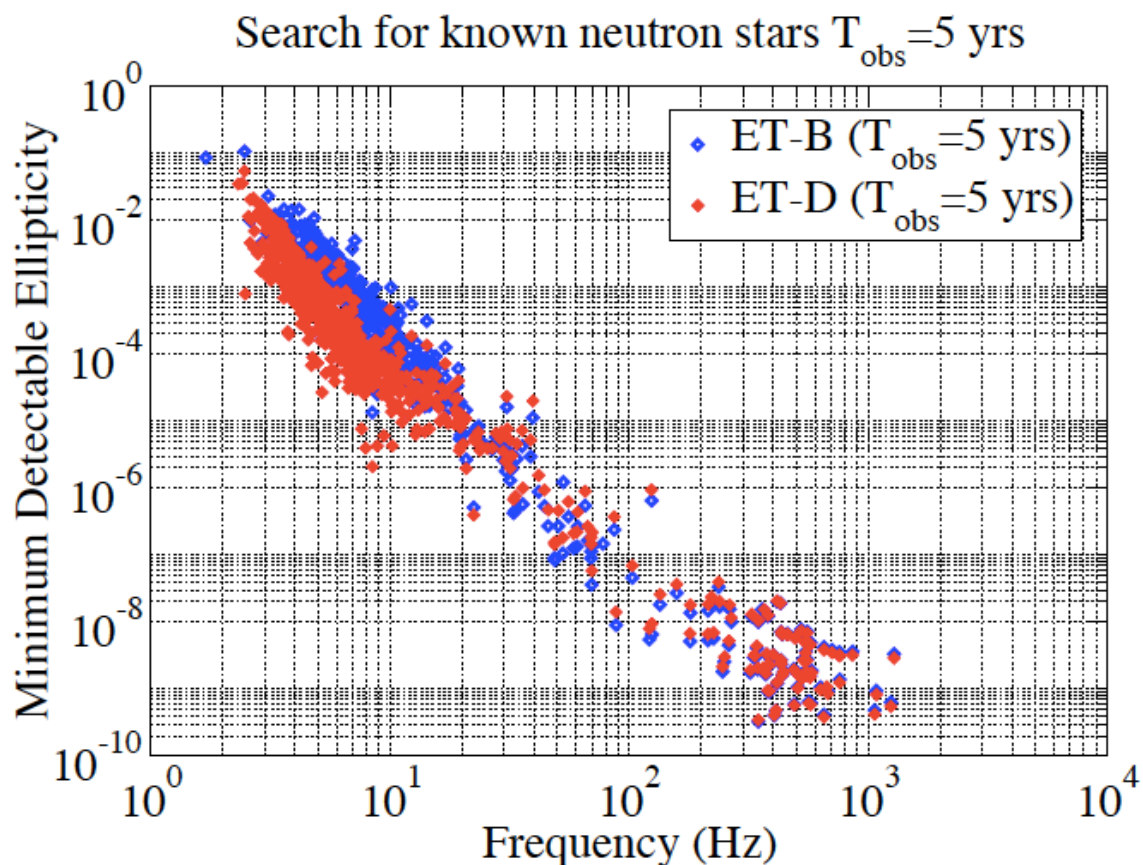 Search for known neutron stars T_obs=5 yrs
10^0
10^-2
10^-4
10^-6
10^-8
10^-10
Minimum Detectable Ellipticity
ET-B (T_obs=5 yrs)
ET-D (T_obs=5 yrs)
10^0 10^1 10^2 10^3 10^4
Frequency (Hz)